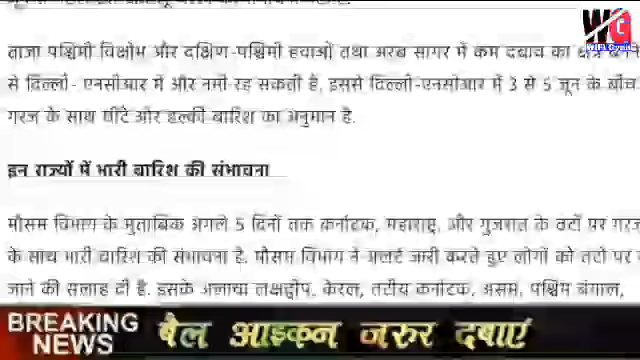 WG
WiFi Gyan
ताजा पश्चिमी विक्षोभ और दक्षिण-पश्चिमी हवाओं तथा अरब सागर में कम दबाव का क्षेत्र
से दिल्ली- एनसीआर में और नमी रह सकती है, इससे दिल्ली-एनसीआर में 3 से 5 जून के बीच
गरज के साथ छींटे और हल्की बारिश का अनुमान है.
इन राज्यों में भारी बारिश की संभावना
मौसम विभाग के मुताबिक अगले 5 दिनों तक कर्नाटक, महाराष्ट्र, और गुजरात के तटों पर गरज
के साथ भारी बारिश की संभावना है. मौसम विभाग ने अलर्ट जारी करते हुए लोगों को तटों पर
जाने की सलाह दी है. इसके अलावा लक्षद्वीप, केरल, तटीय कर्नाटक, असम, पश्चिम बंगाल,
BREAKING NEWS
बैल आइकन जरुर दबाएं